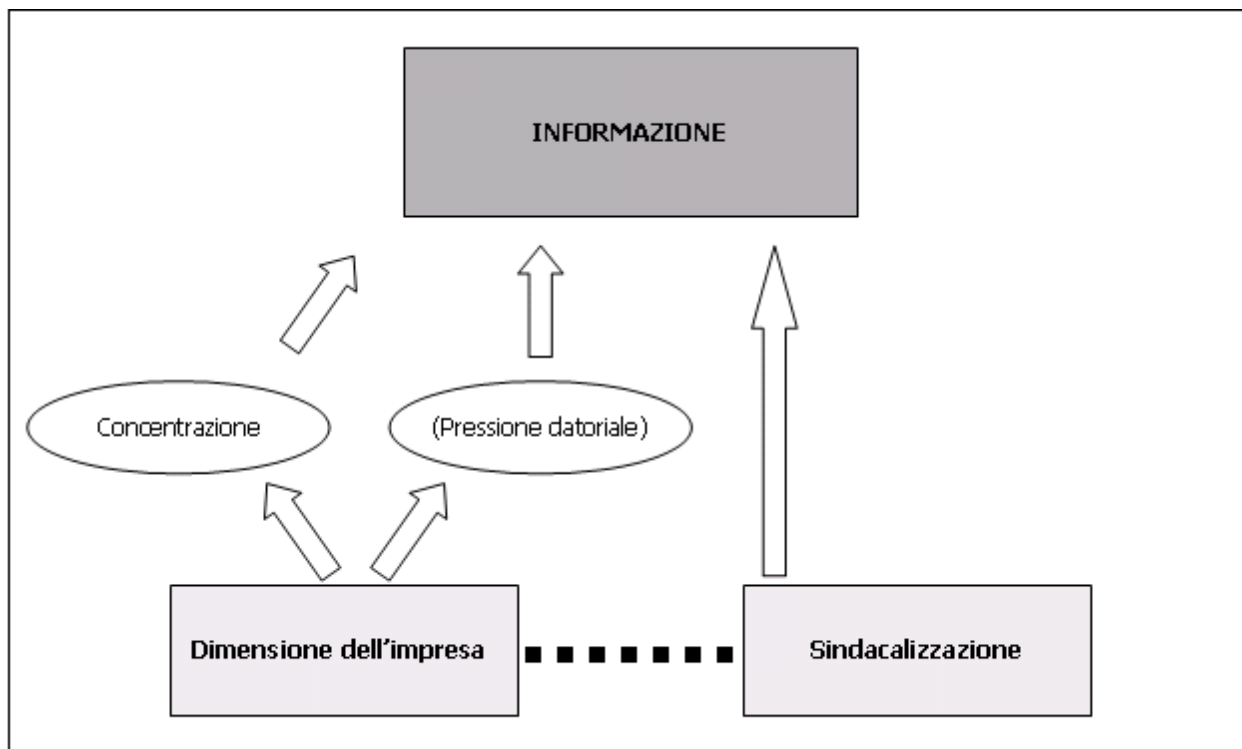 INFORMAZIONE
Concentrazione
(Pressione datoriale)
Dimensione dell'impresa
Sindacalizzazione